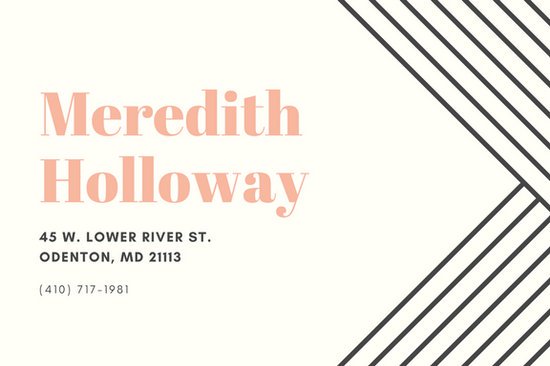 Meredith
Holloway
45 W. LOWER RIVER ST.
ODENTON, MD 21113
(410) 717-1981